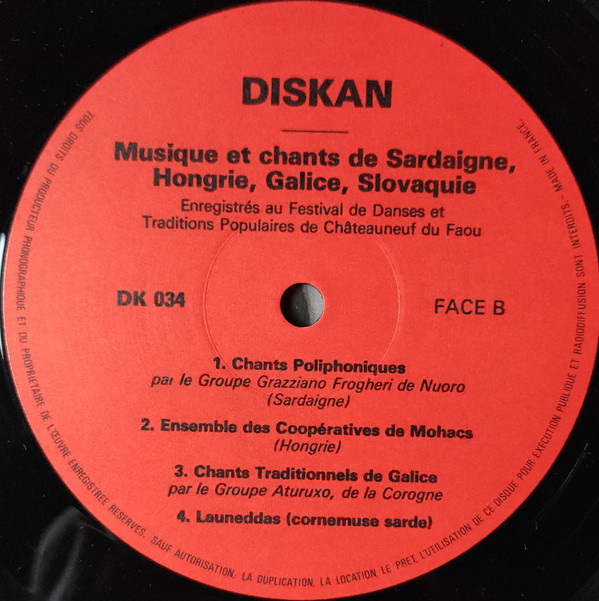 DISKAN
Musique et chants de Sardaigne,
Hongrie, Galice, Slovaquie
Enregistrés au Festival de Danses et
Traditions Populaires de Châteauneuf du Faou
DK 034
FACE B
1. Chants Poliphoniques
par le Groupe Grazziano Frogheri de Nuoro
(Sardaigne)
2. Ensemble des Coopératives de Mohacs
(Hongrie)
3. Chants Traditionnels de Galice
par le Groupe Aturuxo, de la Corogne
4. Launeddas (cornemuse sarde)
TOUS DROITS DU PRODUCTEUR PHONOGRAPHIQUE ET DU PROPRIETAIRE DE L'ŒUVRE ENREGISTREE RESERVES. SAUF AUTORISATION, LA DUPLICATION, LA LOCATION, LE PRET, L'UTILISATION DE CE DISQUE POUR EXECUTION PUBLIQUE ET RADIODIFFUSION SONT INTERDITS. - MADE IN FRANCE.